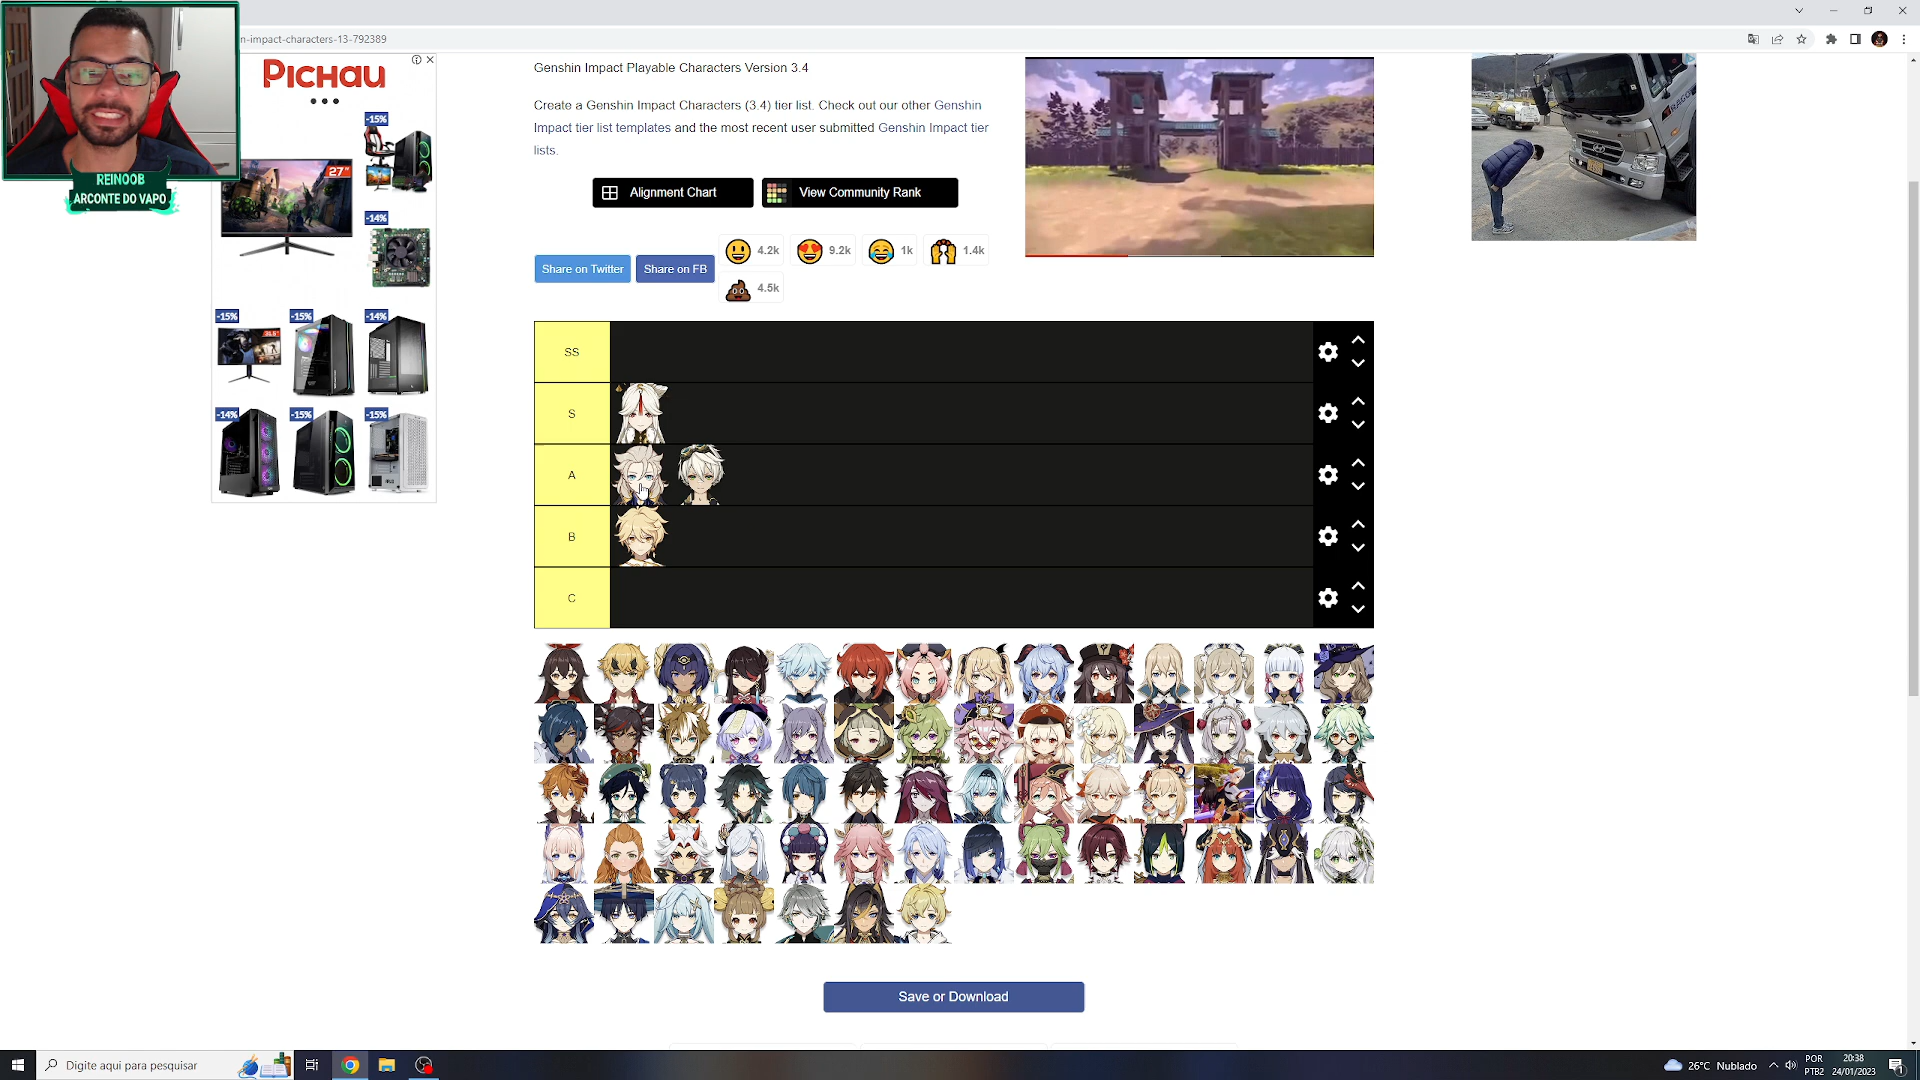 n-impact-characters-13-792389
REINOOB
ARCONTE DO VAPO
PICHAU
-15%
27"
-14%
-15%
31.5"
-15%
-14%
-14%
-15%
-15%
Genshin Impact Playable Characters Version 3.4
Create a Genshin Impact Characters (3.4) tier list. Check out our other Genshin
Impact tier list templates and the most recent user submitted Genshin Impact tier
lists.
Alignment Chart
View Community Rank
Share on Twitter
Share on FB
4.2k
9.2k
1k
1.4k
4.5k
SS
S
A
B
C
Save or Download
Digite aqui para pesquisar
26°C Nublado
POR
PTB2
20:38
24/01/2023
1